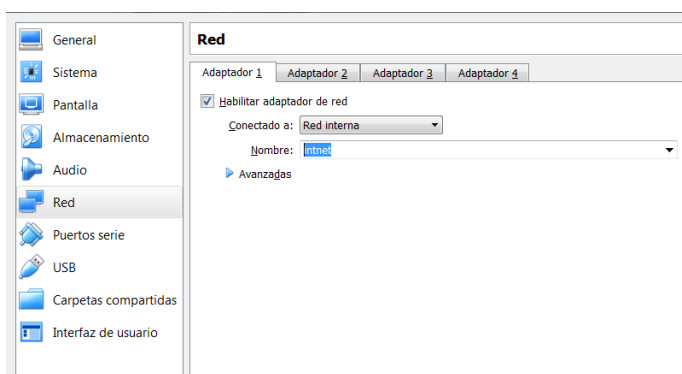 General
Sistema
Pantalla
Almacenamiento
Audio
Red
Puertos serie
USB
Carpetas compartidas
Interfaz de usuario
Red
Adaptador 1 Adaptador 2 Adaptador 3 Adaptador 4
Habilitar adaptador de red
Conectado a: Red interna
Nombre: intnet
Avanzadas